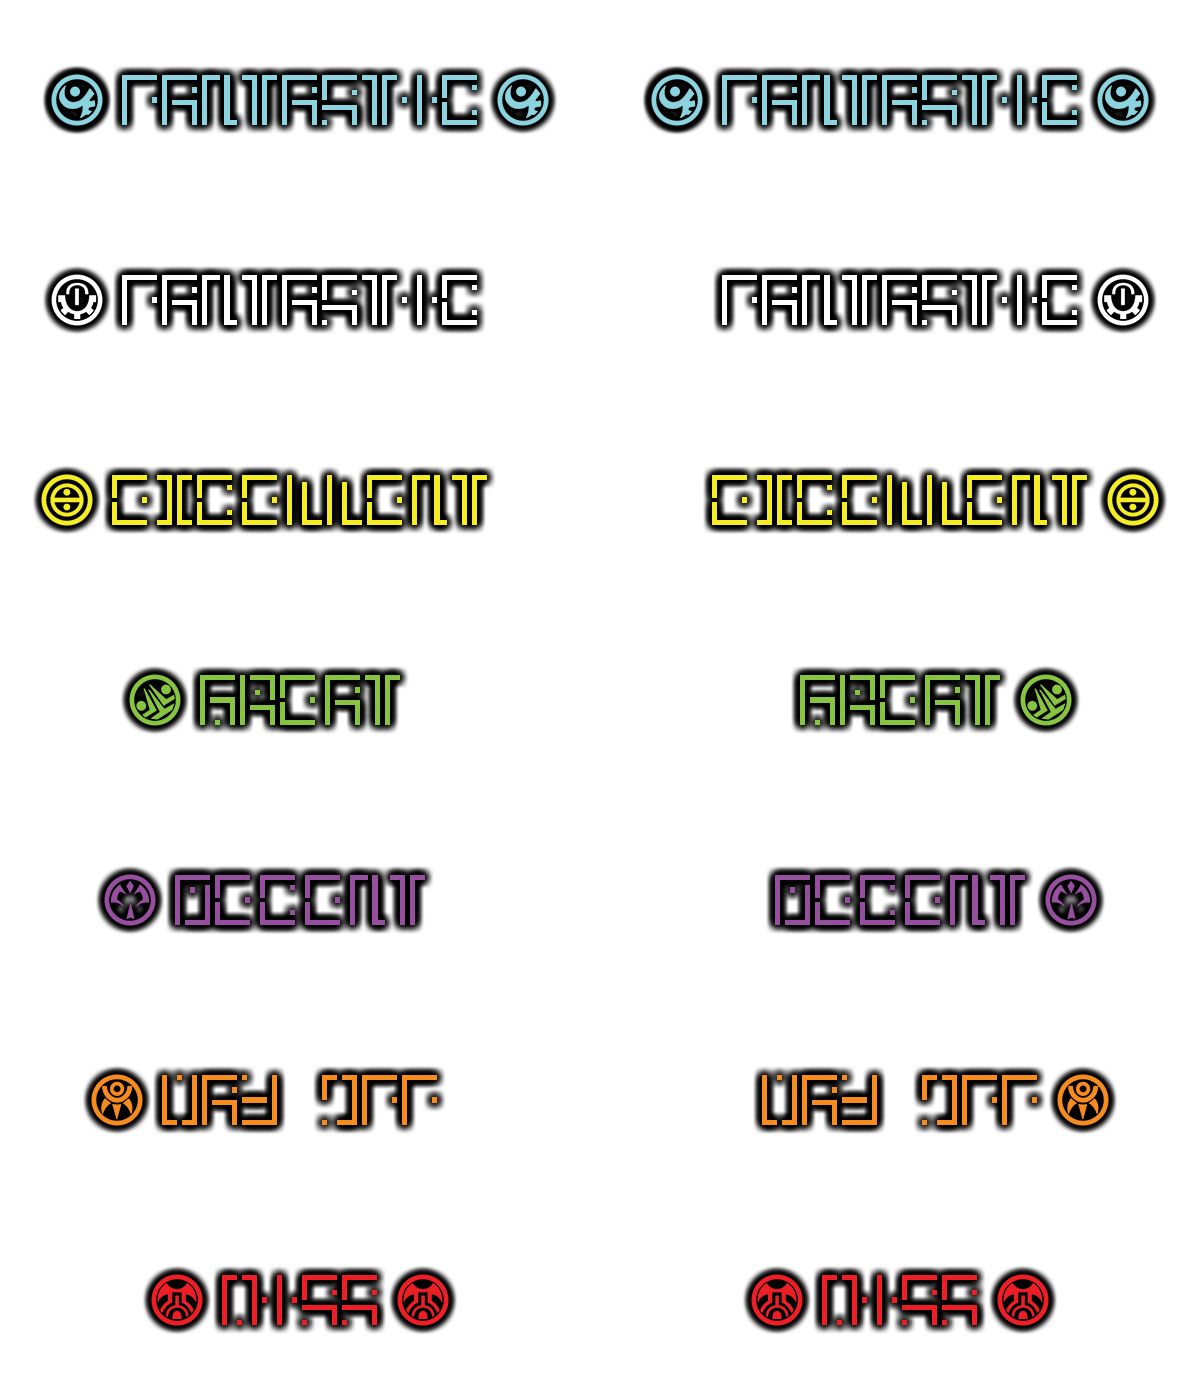 FANTASTIC FANTASTIC
FANTASTIC FANTASTIC
EXCELLENT EXCELLENT
GREAT GREAT
DECENT DECENT
WAY OFF WAY OFF
MISS MISS